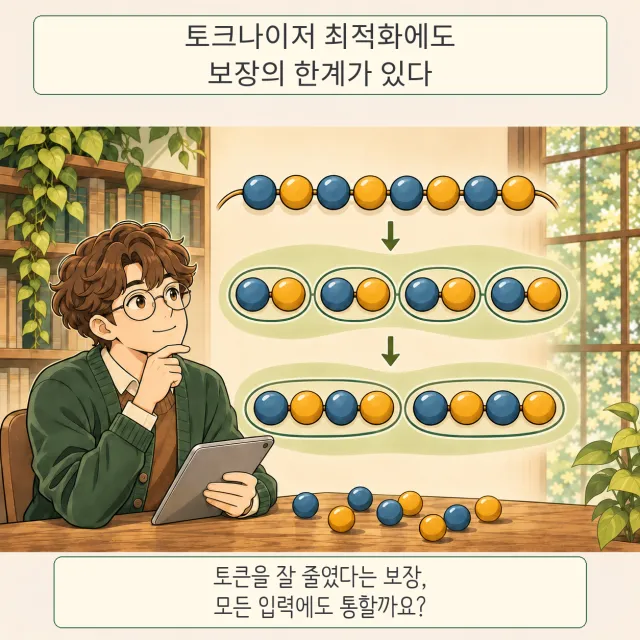 토크나이저 최적화에도
보장의 한계가 있다
토큰을 잘 줄였다는 보장,
모든 입력에도 통할까요?